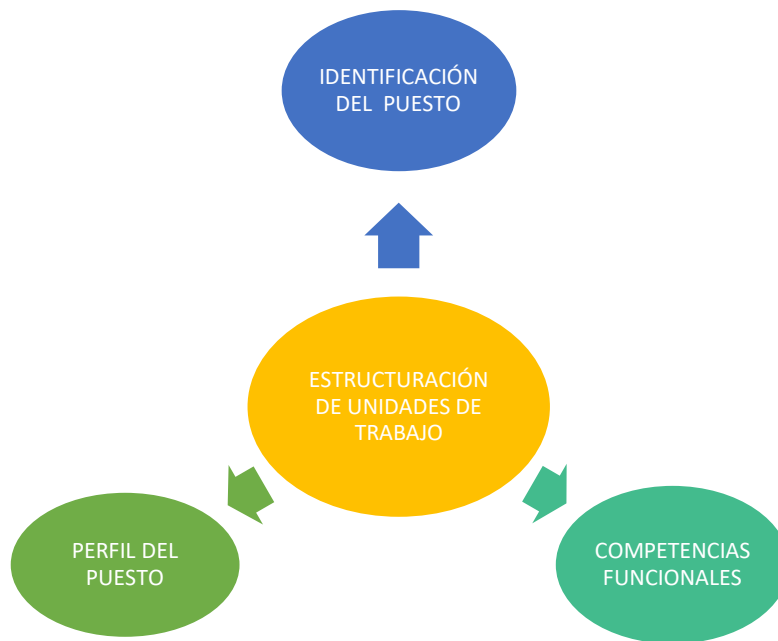 IDENTIFICACIÓN
DEL PUESTO
ESTRUCTURACIÓN
DE UNIDADES DE
TRABAJO
PERFIL DEL
PUESTO
COMPETENCIAS
FUNCIONALES